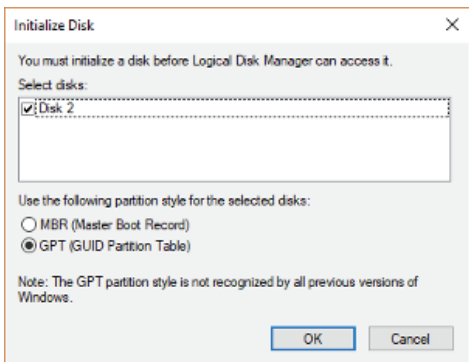 Initialize Disk
You must initialize a disk before Logical Disk Manager can access it.
Select disks:
Disk 2
Use the following partition style for the selected disks:
MBR (Master Boot Record)
GPT (GUID Partition Table)
Note: The GPT partition style is not recognized by all previous versions of
Windows.
OK Cancel